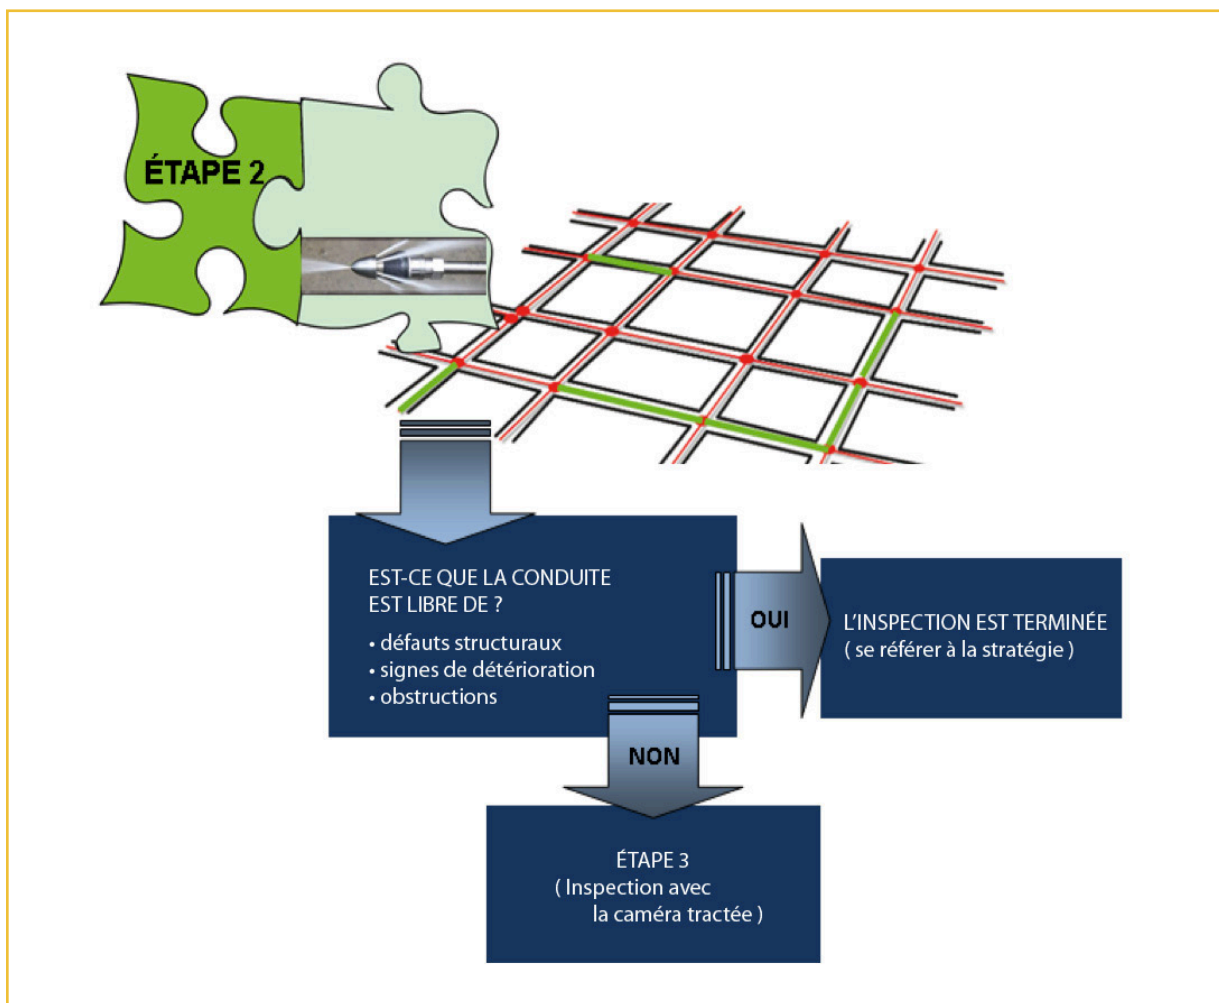 ÉTAPE 2
EST-CE QUE LA CONDUITE
EST LIBRE DE ?
• défauts structuraux
• signes de détérioration
• obstructions
OUI
L’INSPECTION EST TERMINÉE
( se référer à la stratégie )
NON
ÉTAPE 3
( Inspection avec
la caméra tractée )